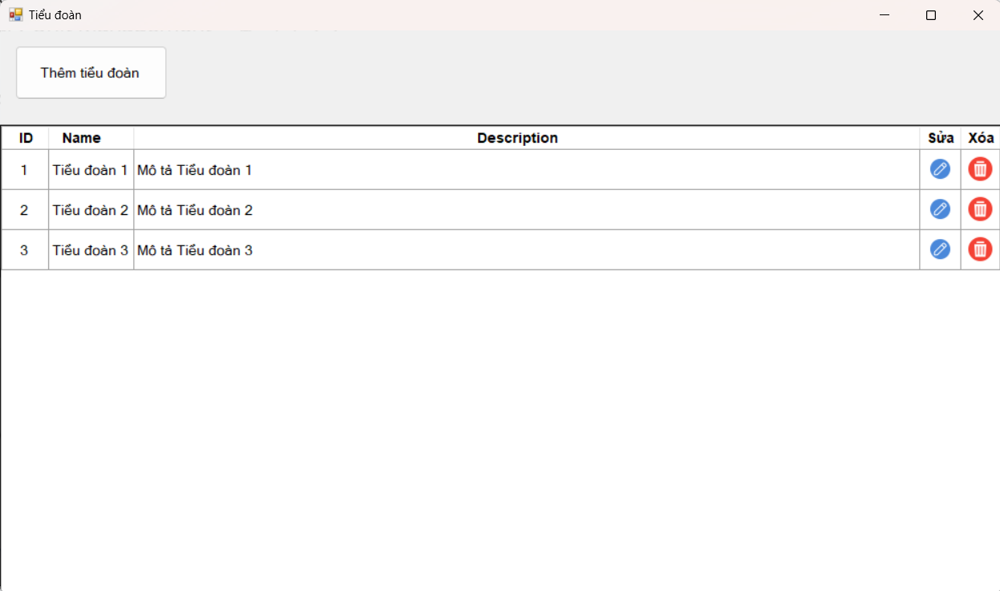 Tiểu đoàn
Thêm tiểu đoàn
ID Name Description Sửa Xóa
1 Tiểu đoàn 1 Mô tả Tiểu đoàn 1
2 Tiểu đoàn 2 Mô tả Tiểu đoàn 2
3 Tiểu đoàn 3 Mô tả Tiểu đoàn 3